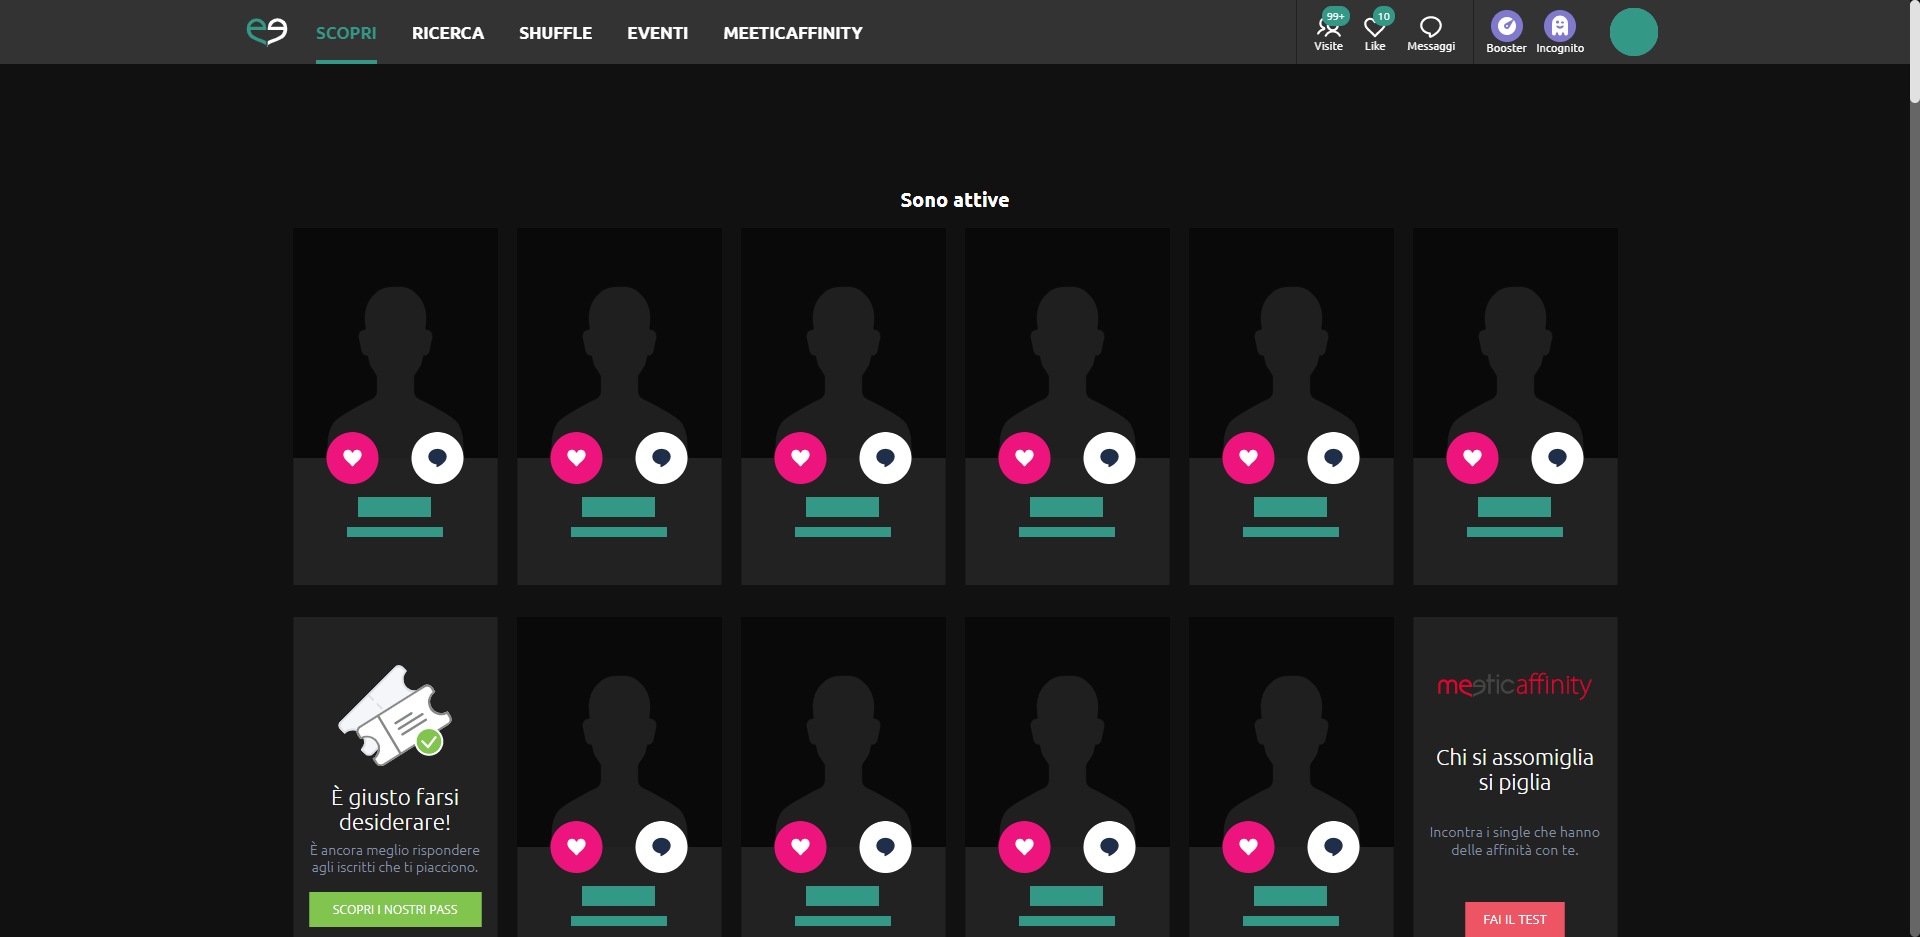 SCOPRI
RICERCA
SHUFFLE
EVENTI
MEETICAFFINITY
99+
Visite
10
Like
Messaggi
Booster
Incognito
Sono attive
È giusto farsi
desiderare!
È ancora meglio rispondere
agli iscritti che ti piacciono.
SCOPRI I NOSTRI PASS
meeticaffinity
Chi si assomiglia
si piglia
Incontra i single che hanno
delle affinità con te.
FAI IL TEST